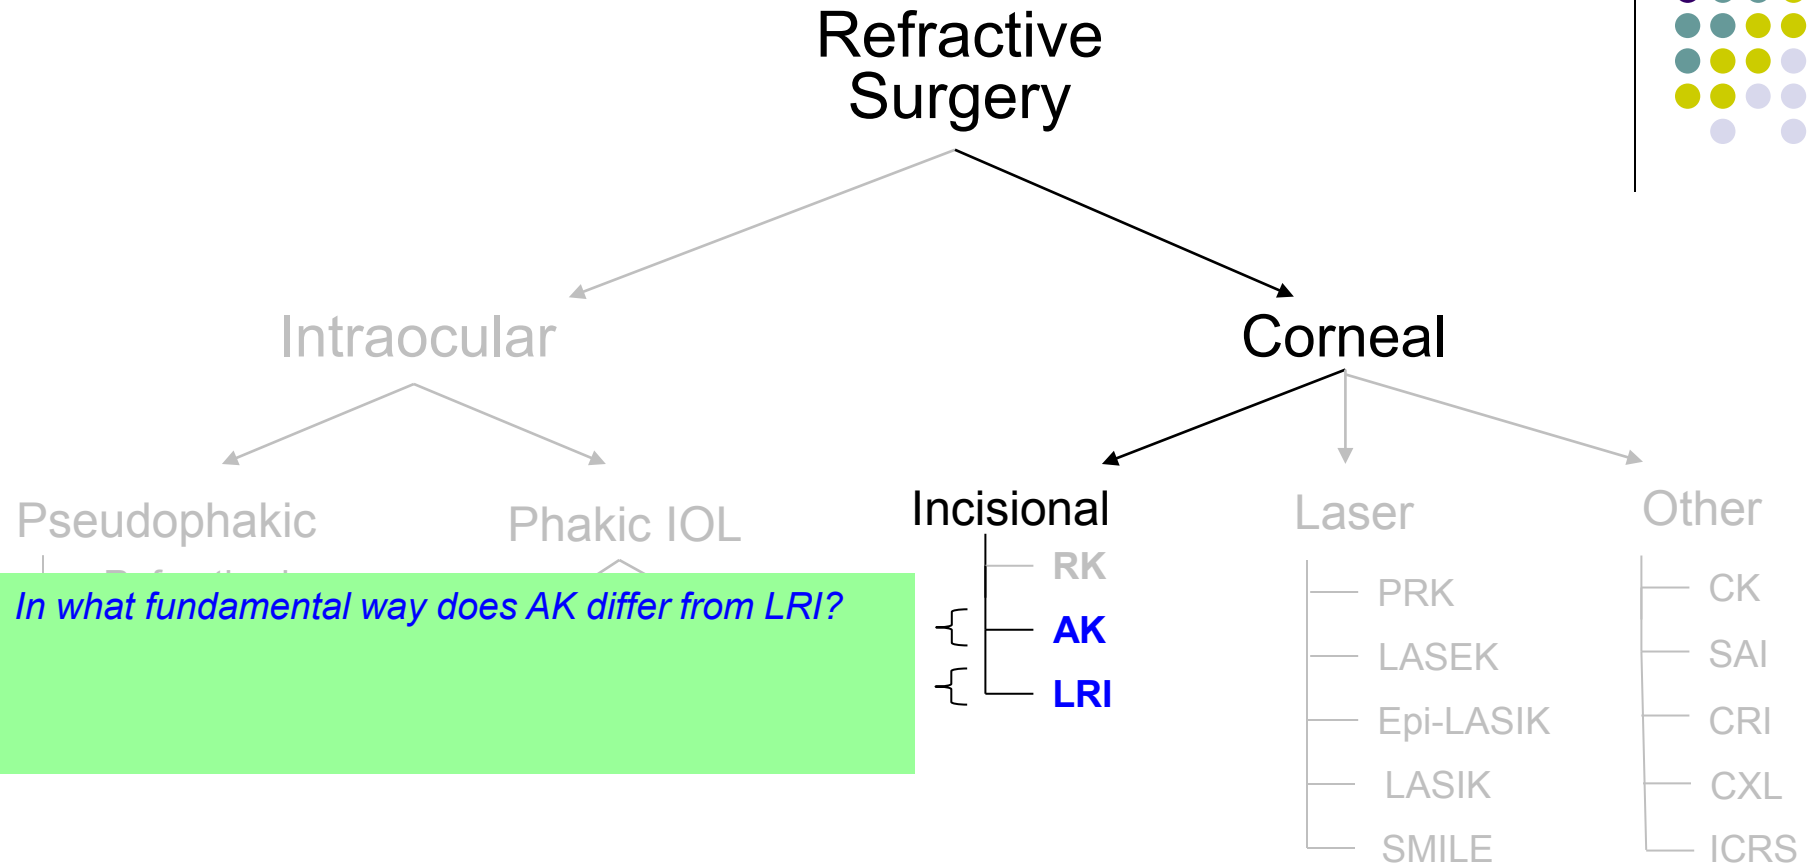 Refractive
Surgery
Intraocular
Corneal
Pseudophakic
Phakic IOL
Incisional
Laser
Other
RK
AK
LRI
PRK
LASEK
Epi-LASIK
LASIK
SMILE
CK
SAI
CRI
CXL
ICRS
In what fundamental way does AK differ from LRI?